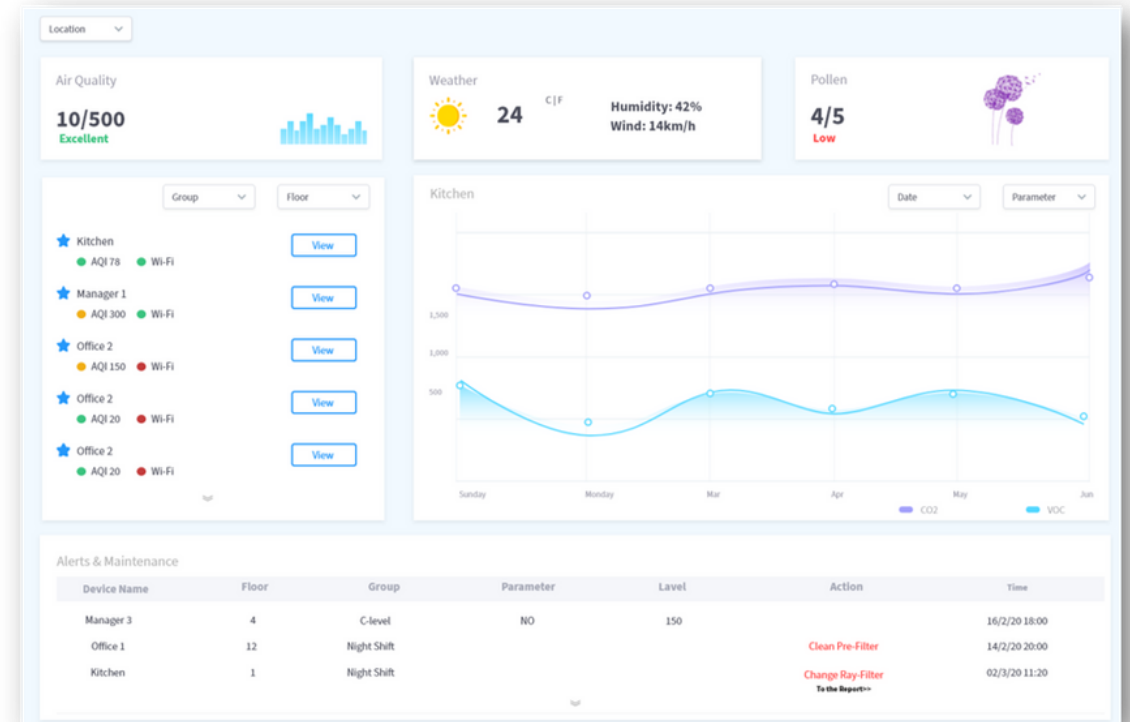 Location
Air Quality
10/500
Excellent
Weather
24
C|F
Humidity: 42%
Wind: 14km/h
Pollen
4/5
Low
Group Floor
Kitchen View
AQI 78 Wi-Fi
Manager 1 View
AQI 300 Wi-Fi
Office 2 View
AQI 150 Wi-Fi
Office 2 View
AQI 20 Wi-Fi
Office 2 View
AQI 20 Wi-Fi
Kitchen Date Parameter
1,500
1,000
500
Sunday Monday Mar Apr May Jun
CO2 VOC
Alerts & Maintenance
Device Name Floor Group Parameter Lavel Action Time
Manager 3 4 C-level NO 150 16/2/20 18:00
Office 1 12 Night Shift Clean Pre-Filter 14/2/20 20:00
Kitchen 1 Night Shift Change Ray-Filter 02/3/20 11:20
To the Report>>